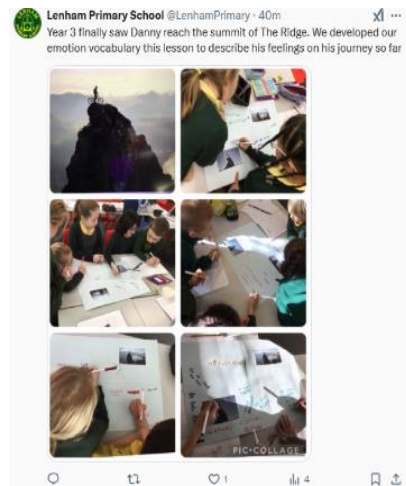 Lenham Primary School @LenhamPrimary · 40m
Year 3 finally saw Danny reach the summit of The Ridge. We developed our
emotion vocabulary this lesson to describe his feelings on his journey so far
PIC•COLLAGE
1
4